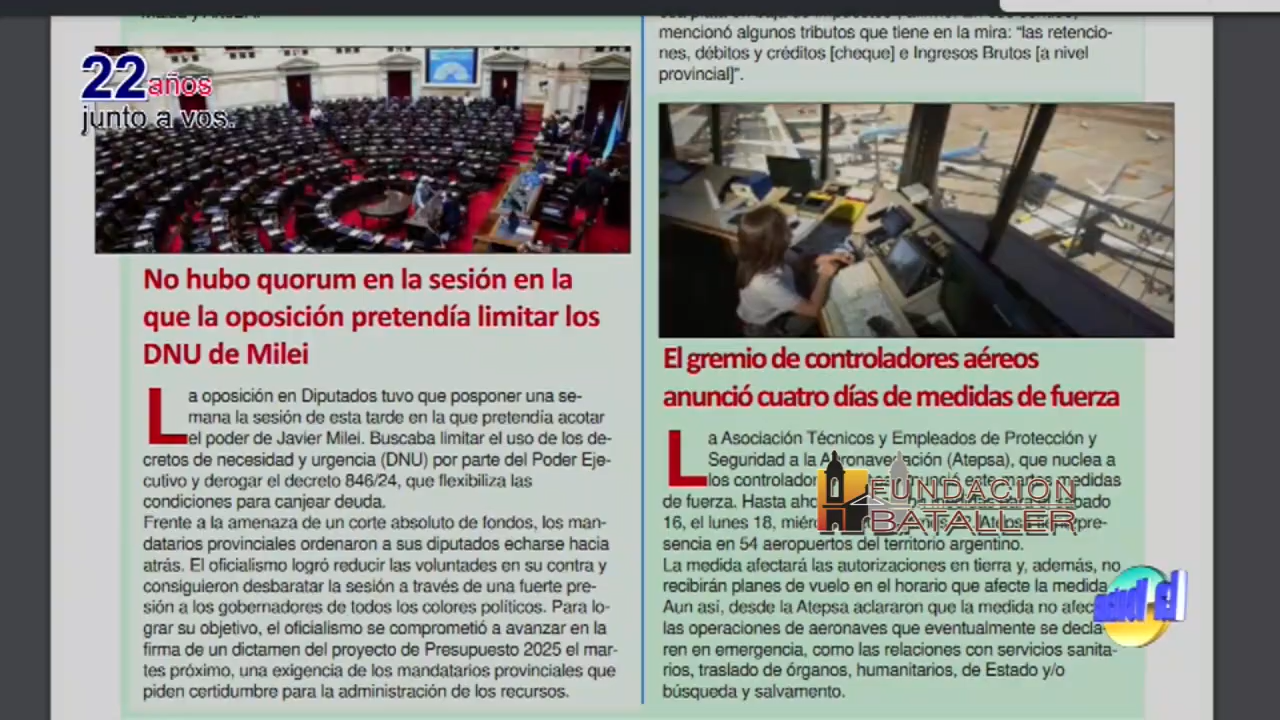 22 años
junto a vos.
No hubo quorum en la sesión en la
que la oposición pretendía limitar los
DNU de Milei
La oposición en Diputados tuvo que posponer una se-
mana la sesión de esta tarde en la que pretendía acotar
el poder de Javier Milei. Buscaba limitar el uso de los de-
cretos de necesidad y urgencia (DNU) por parte del Poder Eje-
cutivo y derogar el decreto 846/24, que flexibiliza las
condiciones para canjear deuda.
Frente a la amenaza de un corte absoluto de fondos, los man-
datarios provinciales ordenaron a sus diputados echarse hacia
atrás. El oficialismo logró reducir las voluntades en su contra y
consiguieron desbaratar la sesión a través de una fuerte pre-
sión a los gobernadores de todos los colores políticos. Para lo-
grar su objetivo, el oficialismo se comprometió a avanzar en la
firma de un dictamen del proyecto de Presupuesto 2025 el mar-
tes próximo, una exigencia de los mandatarios provinciales que
piden certidumbre para la administración de los recursos.
mencionó algunos tributos que tiene en la mira: “las retencio-
nes, débitos y créditos [cheque] e Ingresos Brutos [a nivel
provincial]”.
El gremio de controladores aéreos
anunció cuatro días de medidas de fuerza
La Asociación Técnicos y Empleados de Protección y
Seguridad a la Aeronavegación (Atepsa), que nuclea a
los controlador medidas
de fuerza. Hasta sábado
16, el lunes 18, Atepsa pre-
sencia en 54 aeropuertos del territorio argentino.
La medida afectará las autorizaciones en tierra y, además, no
recibirán planes de vuelo en el horario que afecte la medida.
Aun así, desde la Atepsa aclararon que la medida no afec
las operaciones de aeronaves que eventualmente se decla-
ren en emergencia, como las relaciones con servicios sanita-
rios, traslado de órganos, humanitarios, de Estado y/o
búsqueda y salvamento.
FUNDACION
BATALLER